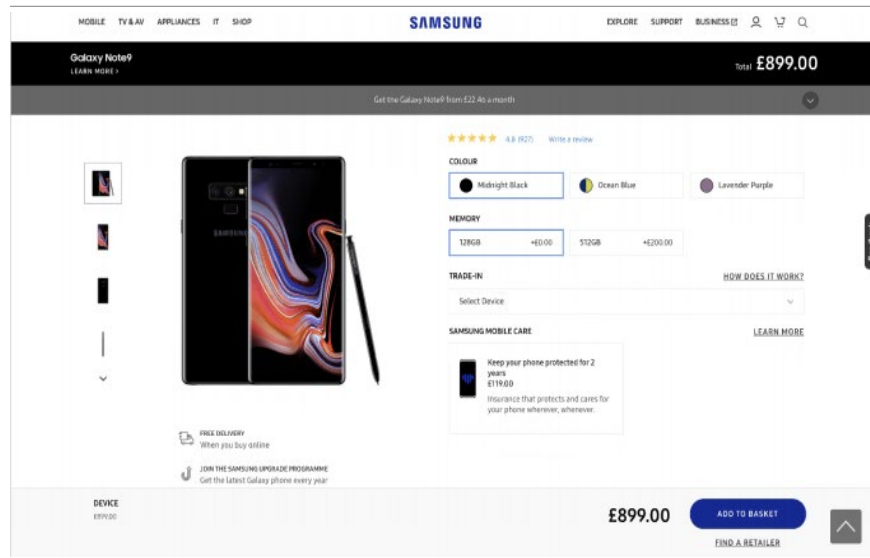 MOBILE TV & AV APPLIANCES IT SHOP SAMSUNG EXPLORE SUPPORT BUSINESS
Galaxy Note9 Total £899.00
LEARN MORE >
Get the Galaxy Note9 from £22.46 a month
4.8 (927) Write a review
COLOUR
Midnight Black Ocean Blue Lavender Purple
MEMORY
128GB +£0.00 512GB +£200.00
TRADE-IN HOW DOES IT WORK?
Select Device
SAMSUNG MOBILE CARE LEARN MORE
Keep your phone protected for 2
years
£119.00
Insurance that protects and cares for
your phone wherever, whenever.
SAMSUNG
FREE DELIVERY
When you buy online
JOIN THE SAMSUNG UPGRADE PROGRAMME
Get the latest Galaxy phone every year
DEVICE
£899.00
£899.00 ADD TO BASKET
FIND A RETAILER